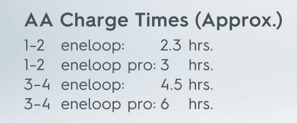 AA Charge Times (Approx.)
1-2 eneloop: 2.3 hrs.
1-2 eneloop pro: 3 hrs.
3-4 eneloop: 4.5 hrs.
3-4 eneloop pro: 6 hrs.